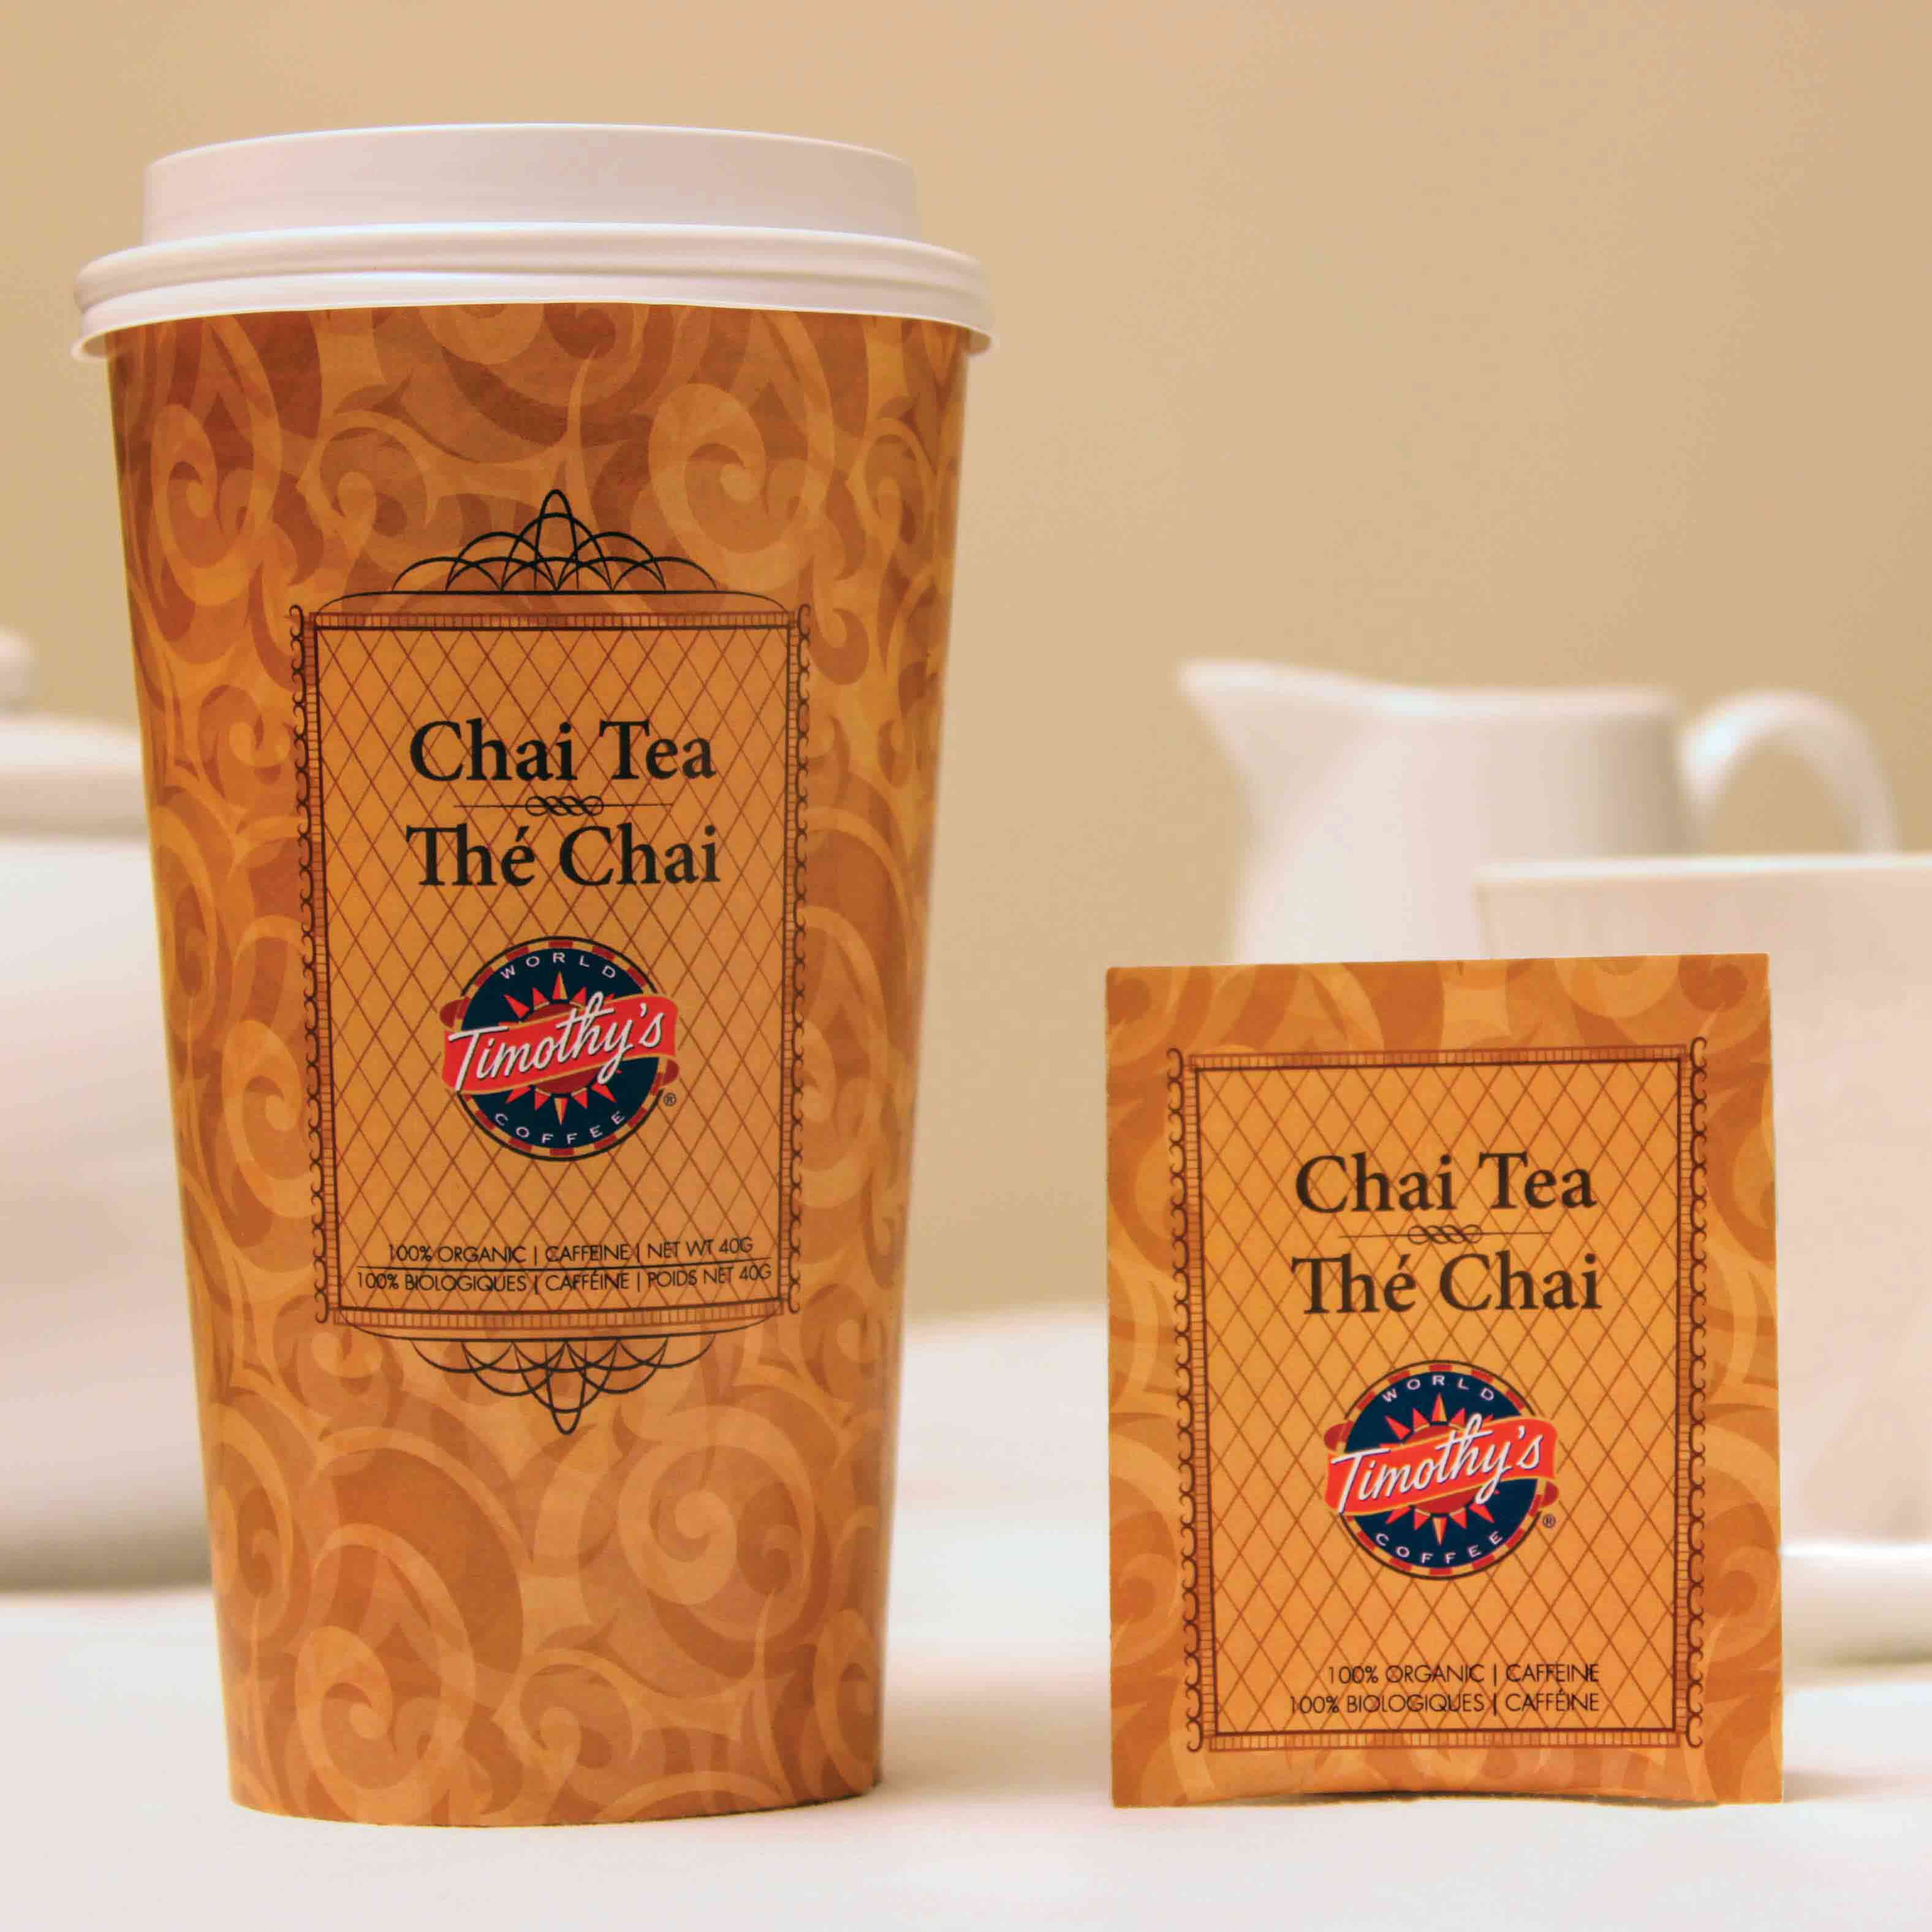 Chai Tea
Thé Chai
WORLD
Timothy's
COFFEE
®
100% ORGANIC | CAFFEINE | NET WT 40G
100% BIOLOGIQUES | CAFFÉINE | POIDS NET 40G
Chai Tea
Thé Chai
WORLD
Timothy's
COFFEE
®
100% ORGANIC | CAFFEINE
100% BIOLOGIQUES | CAFFÉINE